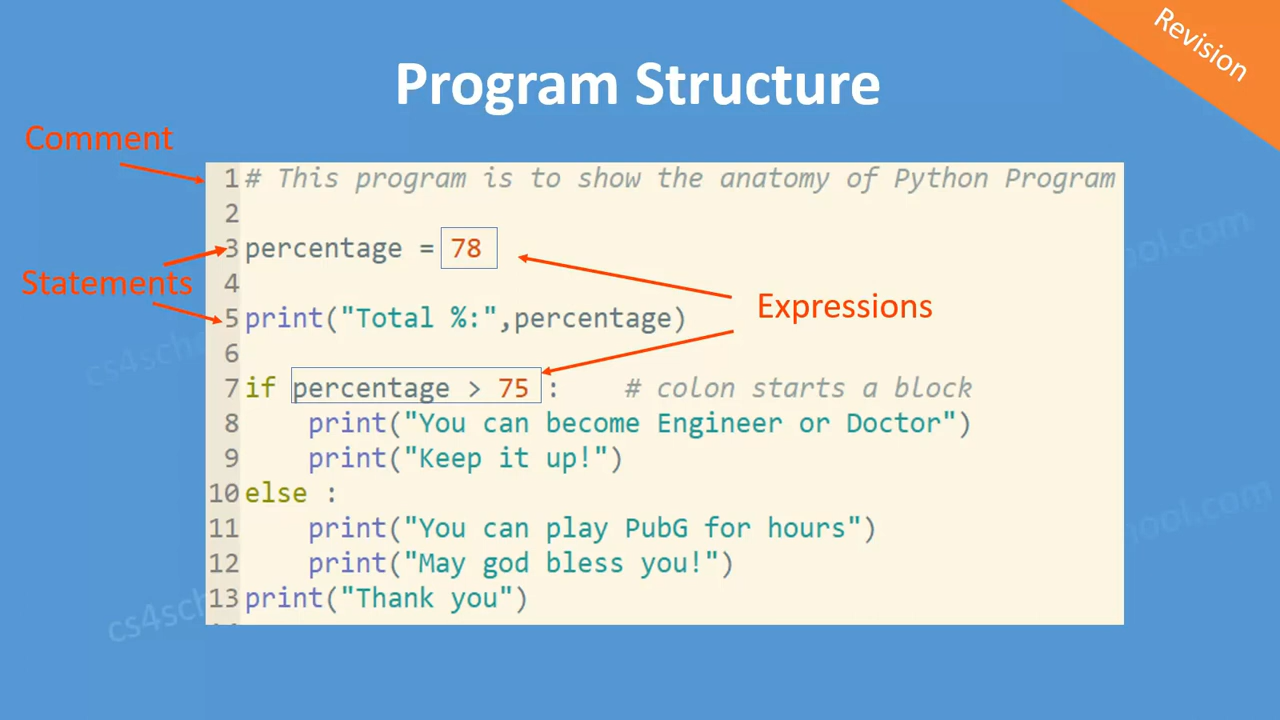 Revision
Program Structure
Comment
1 # This program is to show the anatomy of Python Program
2
3 percentage = 78
Statements
4
5 print("Total %:",percentage)
Expressions
6
7 if percentage > 75 :    # colon starts a block
8     print("You can become Engineer or Doctor")
9     print("Keep it up!")
10 else :
11     print("You can play PubG for hours")
12     print("May god bless you!")
13 print("Thank you")